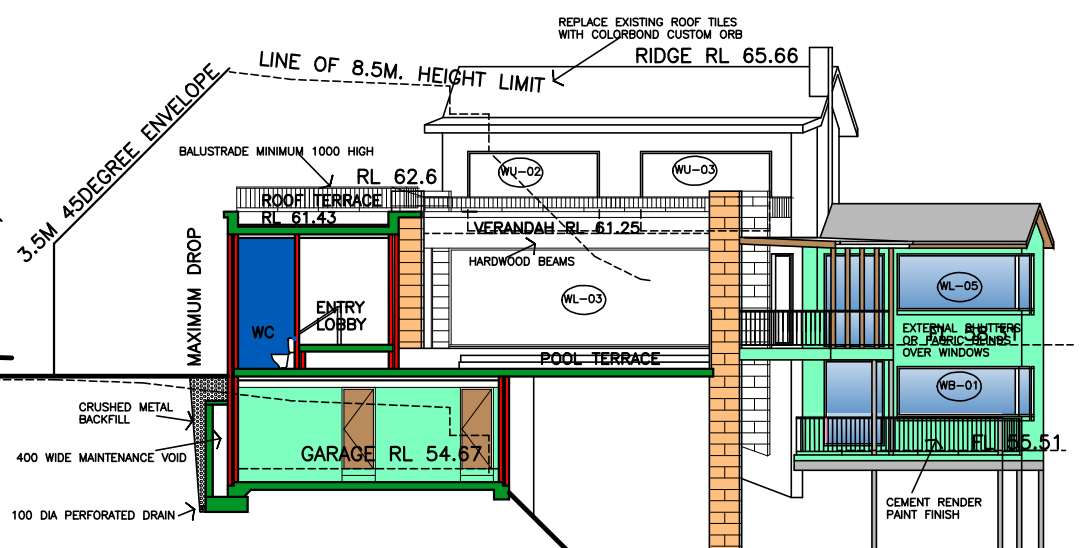 REPLACE EXISTING ROOF TILES
WITH COLORBOND CUSTOM ORB
RIDGE RL 65.66
LINE OF 8.5M. HEIGHT LIMIT
3.5M 45DEGREE ENVELOPE
BALUSTRADE MINIMUM 1000 HIGH
RL 62.6
WU-02
WU-03
ROOF TERRACE
RL 61.43
VERANDAH RL 61.25
HARDWOOD BEAMS
MAXIMUM DROP
WL-03
WL-05
ENTRY
LOBBY
WC
EXTERNAL SHUTTERS
OR FABRIC BLINDS
OVER WINDOWS
POOL TERRACE
WB-01
CRUSHED METAL
BACKFILL
400 WIDE MAINTENANCE VOID
GARAGE RL 54.67
FL 55.51
100 DIA PERFORATED DRAIN
CEMENT RENDER
PAINT FINISH